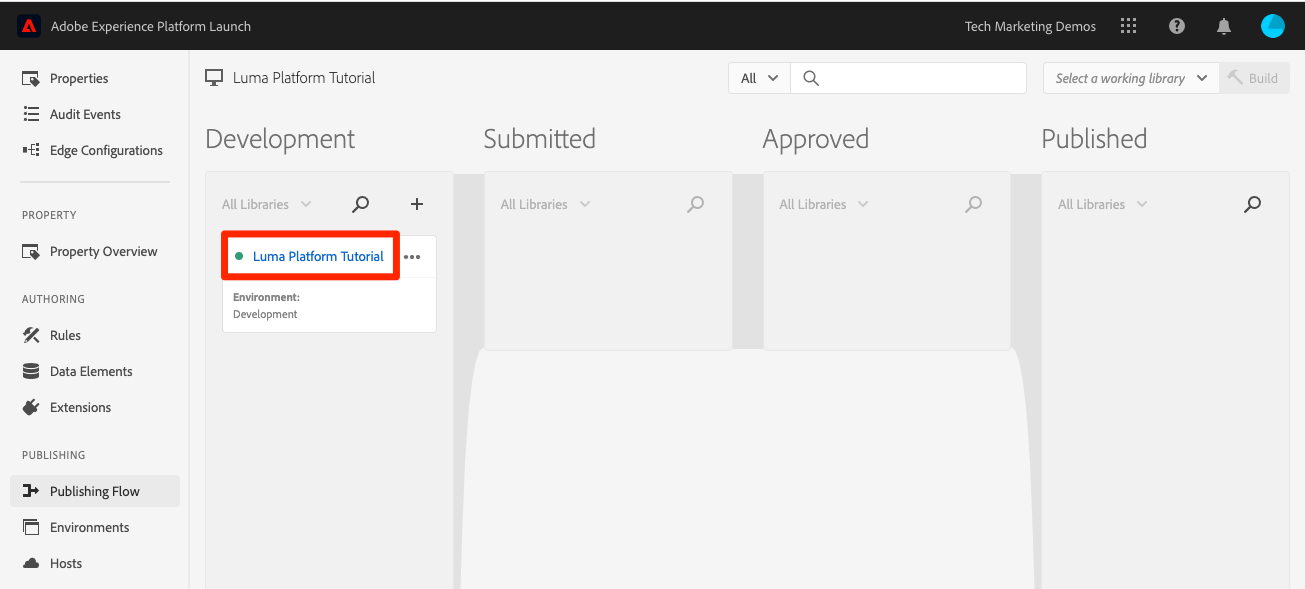 Adobe Experience Platform Launch
Tech Marketing Demos
Properties
Audit Events
Edge Configurations
PROPERTY
Property Overview
AUTHORING
Rules
Data Elements
Extensions
PUBLISHING
Publishing Flow
Environments
Hosts
Luma Platform Tutorial
All
Select a working library
Build
Development
Submitted
Approved
Published
All Libraries
All Libraries
All Libraries
All Libraries
Luma Platform Tutorial
Environment:
Development